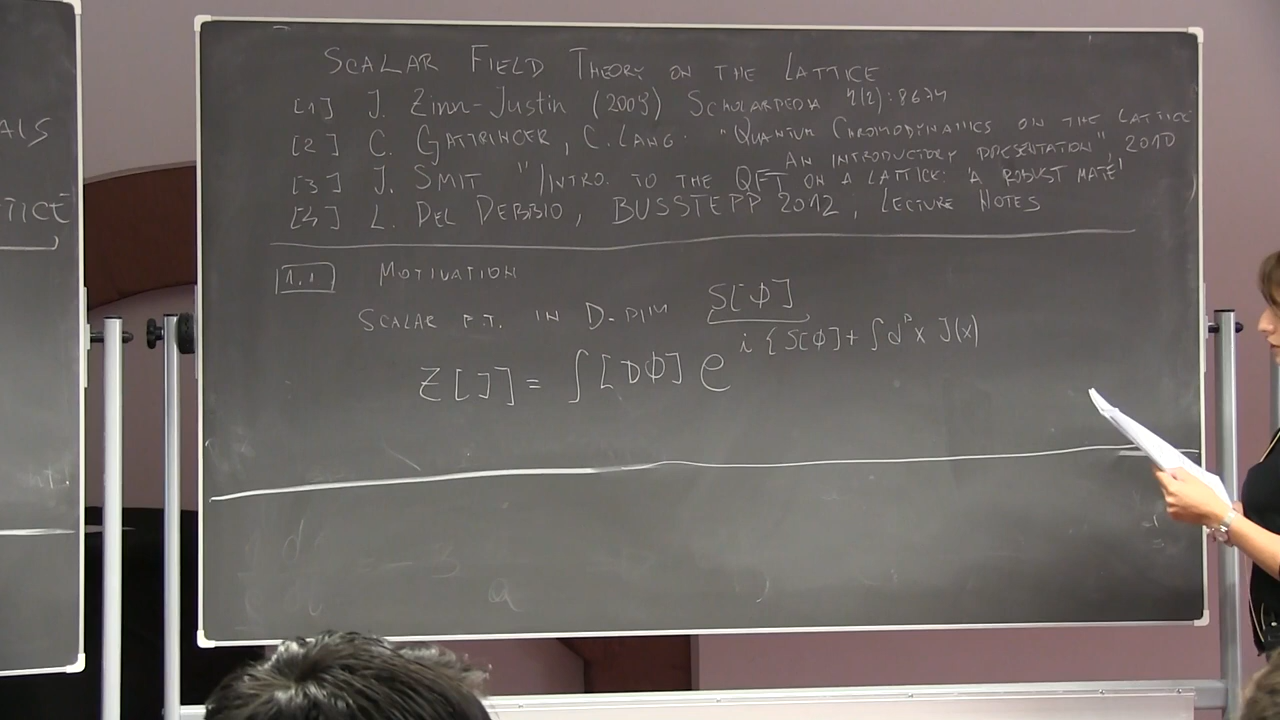 AIS
TICE
SCALAR FIELD THEORY ON THE LATTICE
[1] J. Zinn-Justin (2003) SCHOLARPEDIA 4(2):8674
[2] C. GATTRINGER, C. LANG. "QUANTUM CHROMODYNAMICS ON THE LATTICE
AN INTRODUCTORY PRESENTATION", 2010
[3] J. SMIT "INTRO. TO THE QFT ON A LATTICE: 'A ROBUST MATE'
[4] L. DEL DEBBIO, BUSSTEPP 2012, LECTURE NOTES
1.1 MOTIVATION
SCALAR F.T. IN D-DIM S[Φ]
Z[J] = ∫[DΦ] e^{i {S[Φ] + ∫d^D x J(x)}